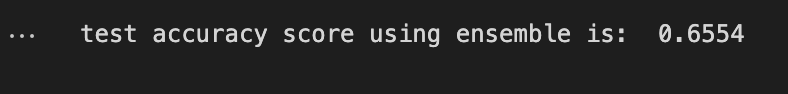 ... test accuracy score using ensemble is:  0.6554